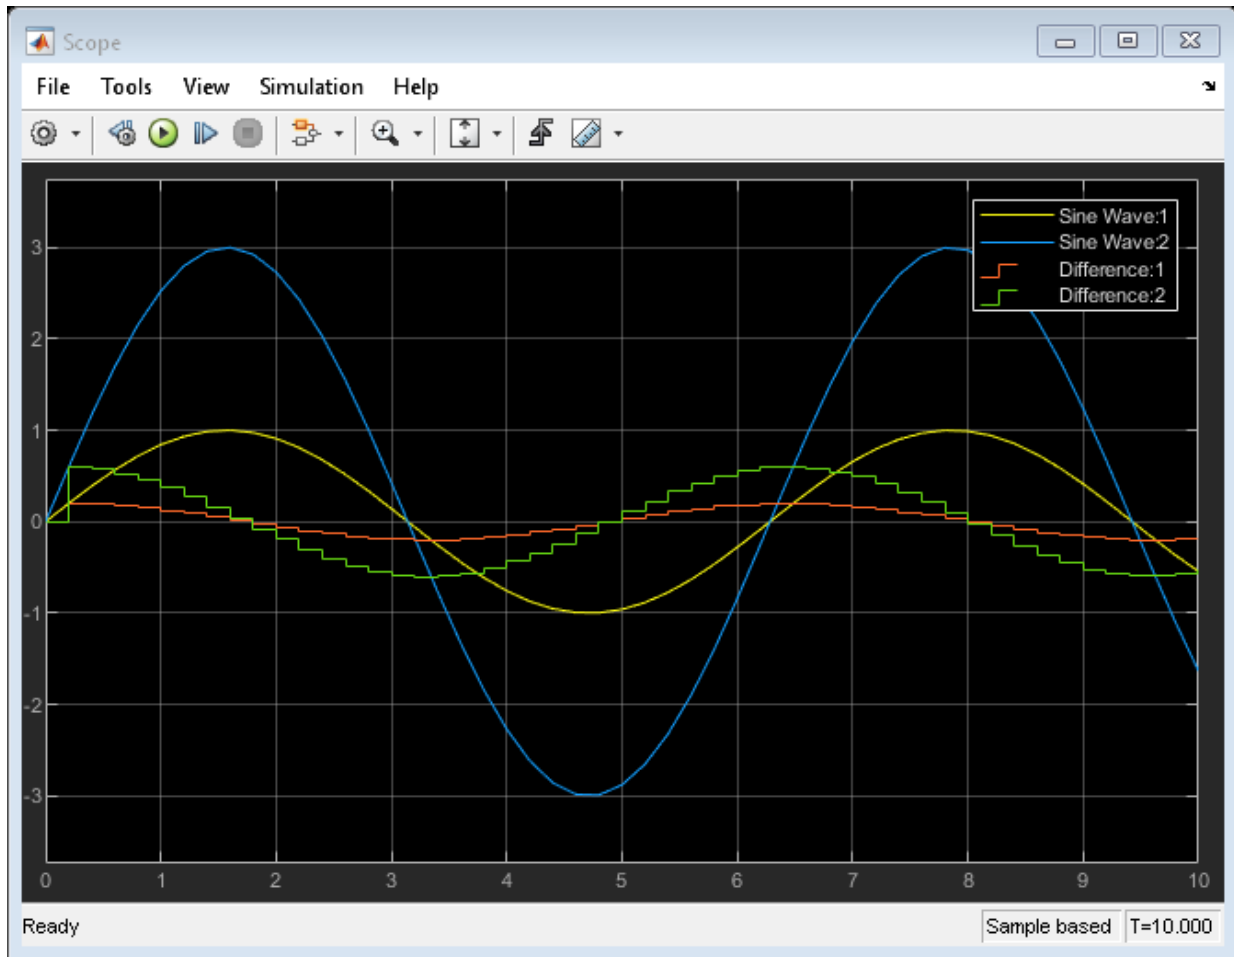 Scope
File Tools View Simulation Help
Sine Wave:1
Sine Wave:2
Difference:1
Difference:2
3
2
1
0
-1
-2
-3
0 1 2 3 4 5 6 7 8 9 10
Ready Sample based T=10.000